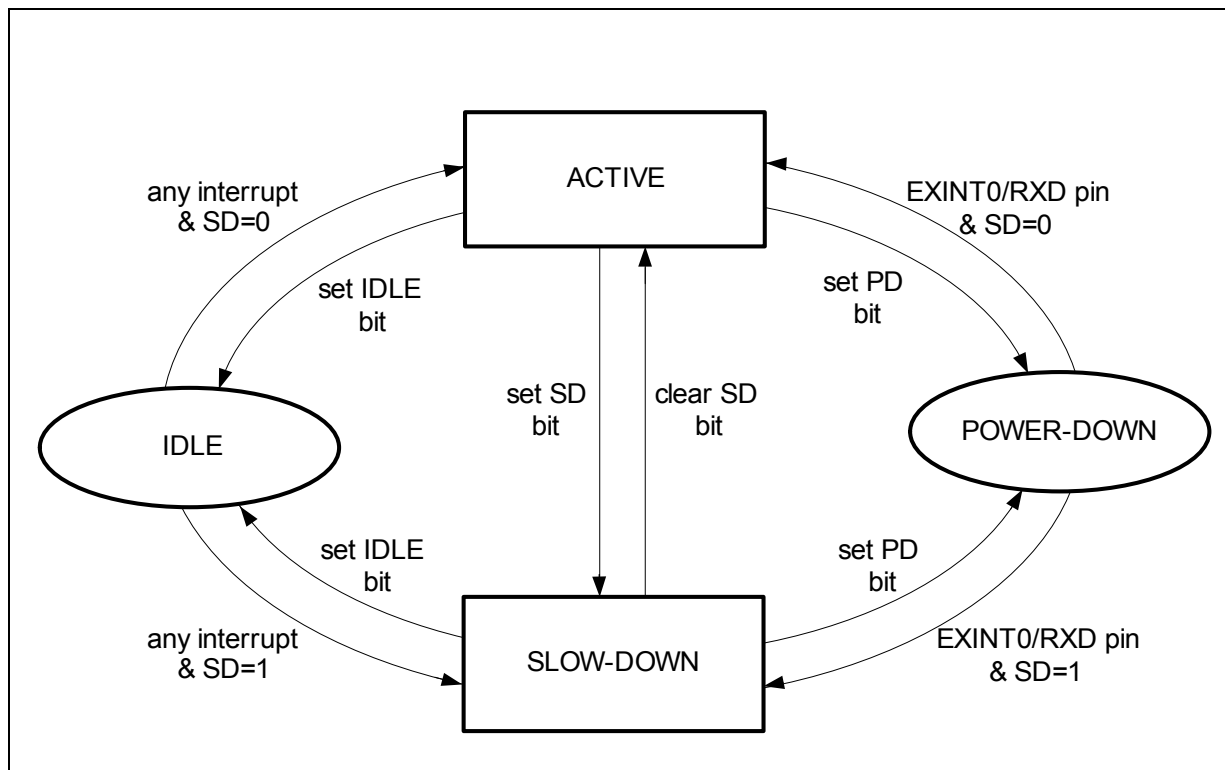 ACTIVE
any interrupt
& SD=0
EXINT0/RXD pin
& SD=0
set IDLE
bit
set PD
bit
set SD
bit
clear SD
bit
IDLE
POWER-DOWN
set IDLE
bit
set PD
bit
any interrupt
& SD=1
SLOW-DOWN
EXINT0/RXD pin
& SD=1